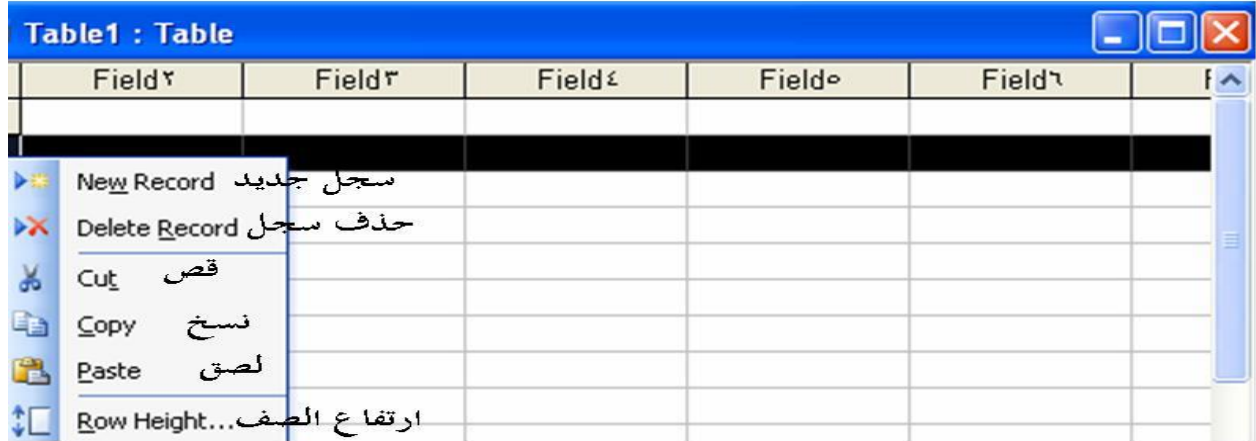 Table1 : Table
Field٢ Field٣ Field٤ Field٥ Field٦ F
New Record سجل جديد
Delete Record حذف سجل
Cut قص
Copy نسخ
Paste لصق
Row Height... ارتفاع الصف